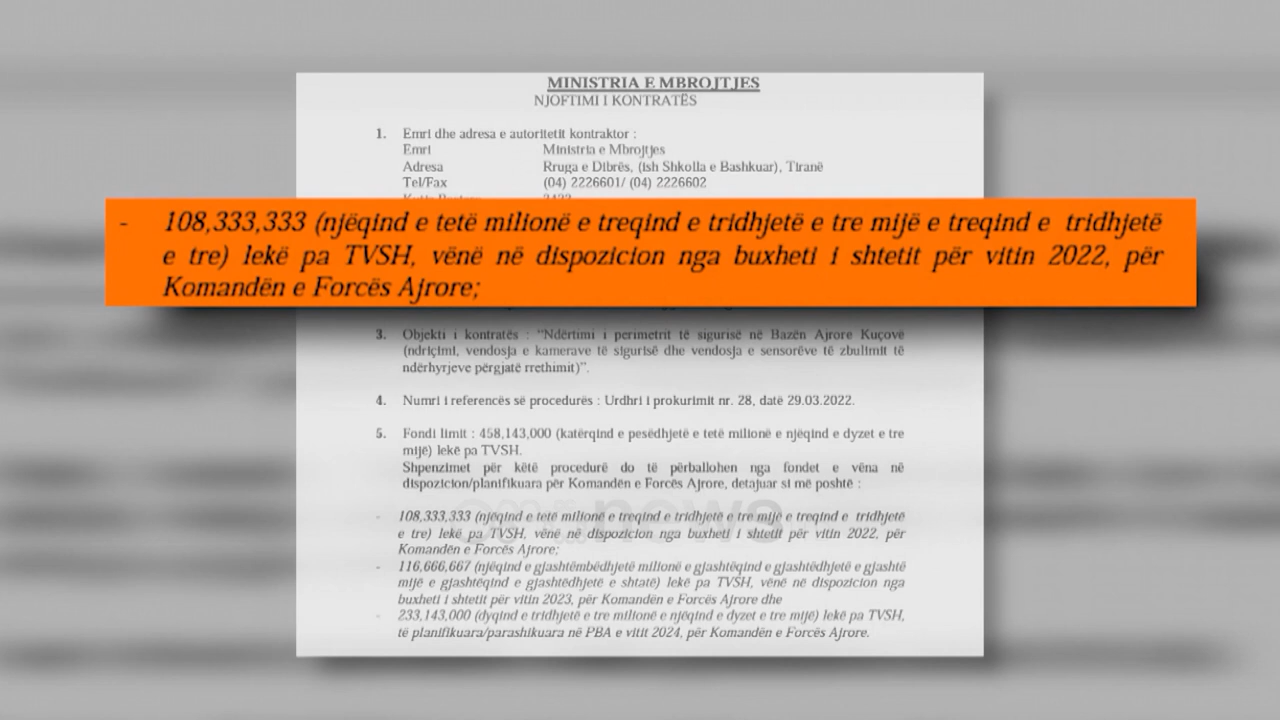 MINISTRIA E MBROJTJES
NJOFTIMI I KONTRATËS
1. Emri dhe adresa e autoritetit kontraktor :
Emri Ministria e Mbrojtjes
Adresa Rruga e Dibrës, (ish Shkolla e Bashkuar), Tiranë
Tel/Fax (04) 2226601/ (04) 2226602
- 108,333,333 (njëqind e tetë milionë e treqind e tridhjetë e tre mijë e treqind e tridhjetë
e tre) lekë pa TVSH, vënë në dispozicion nga buxheti i shtetit për vitin 2022, për
Komandën e Forcës Ajrore;
3. Objekti i kontratës : “Ndërtimi i perimetrit të sigurisë në Bazën Ajrore Kuçovë
(ndriçimi, vendosja e kamerave të sigurisë dhe vendosja e sensorëve të zbulimit të
ndërhyrjeve përgjatë rrethimit)”.
4. Numri i referencës së procedurës : Urdhri i prokurimit nr. 28, datë 29.03.2022.
5. Fondi limit : 458,143,000 (katërqind e pesëdhjetë e tetë milionë e njëqind e dyzet e tre
mijë) lekë pa TVSH.
Shpenzimet për këtë procedurë do të përballohen nga fondet e vëna në
dispozicion/planifikuara për Komandën e Forcës Ajrore, detajuar si më poshtë :
- 108,333,333 (njëqind e tetë milionë e treqind e tridhjetë e tre mijë e treqind e tridhjetë
e tre) lekë pa TVSH, vënë në dispozicion nga buxheti i shtetit për vitin 2022, për
Komandën e Forcës Ajrore;
- 116,666,667 (njëqind e gjashtëmbëdhjetë milionë e gjashtëqind e gjashtëdhjetë e gjashtë
mijë e gjashtëqind e gjashtëdhjetë e shtatë) lekë pa TVSH, vënë në dispozicion nga
buxheti i shtetit për vitin 2023, për Komandën e Forcës Ajrore dhe
- 233,143,000 (dyqind e tridhjetë e tre milionë e njëqind e dyzet e tre mijë) lekë pa TVSH,
të planifikuara/parashikuara në PBA e vitit 2024, për Komandën e Forcës Ajrore.
news